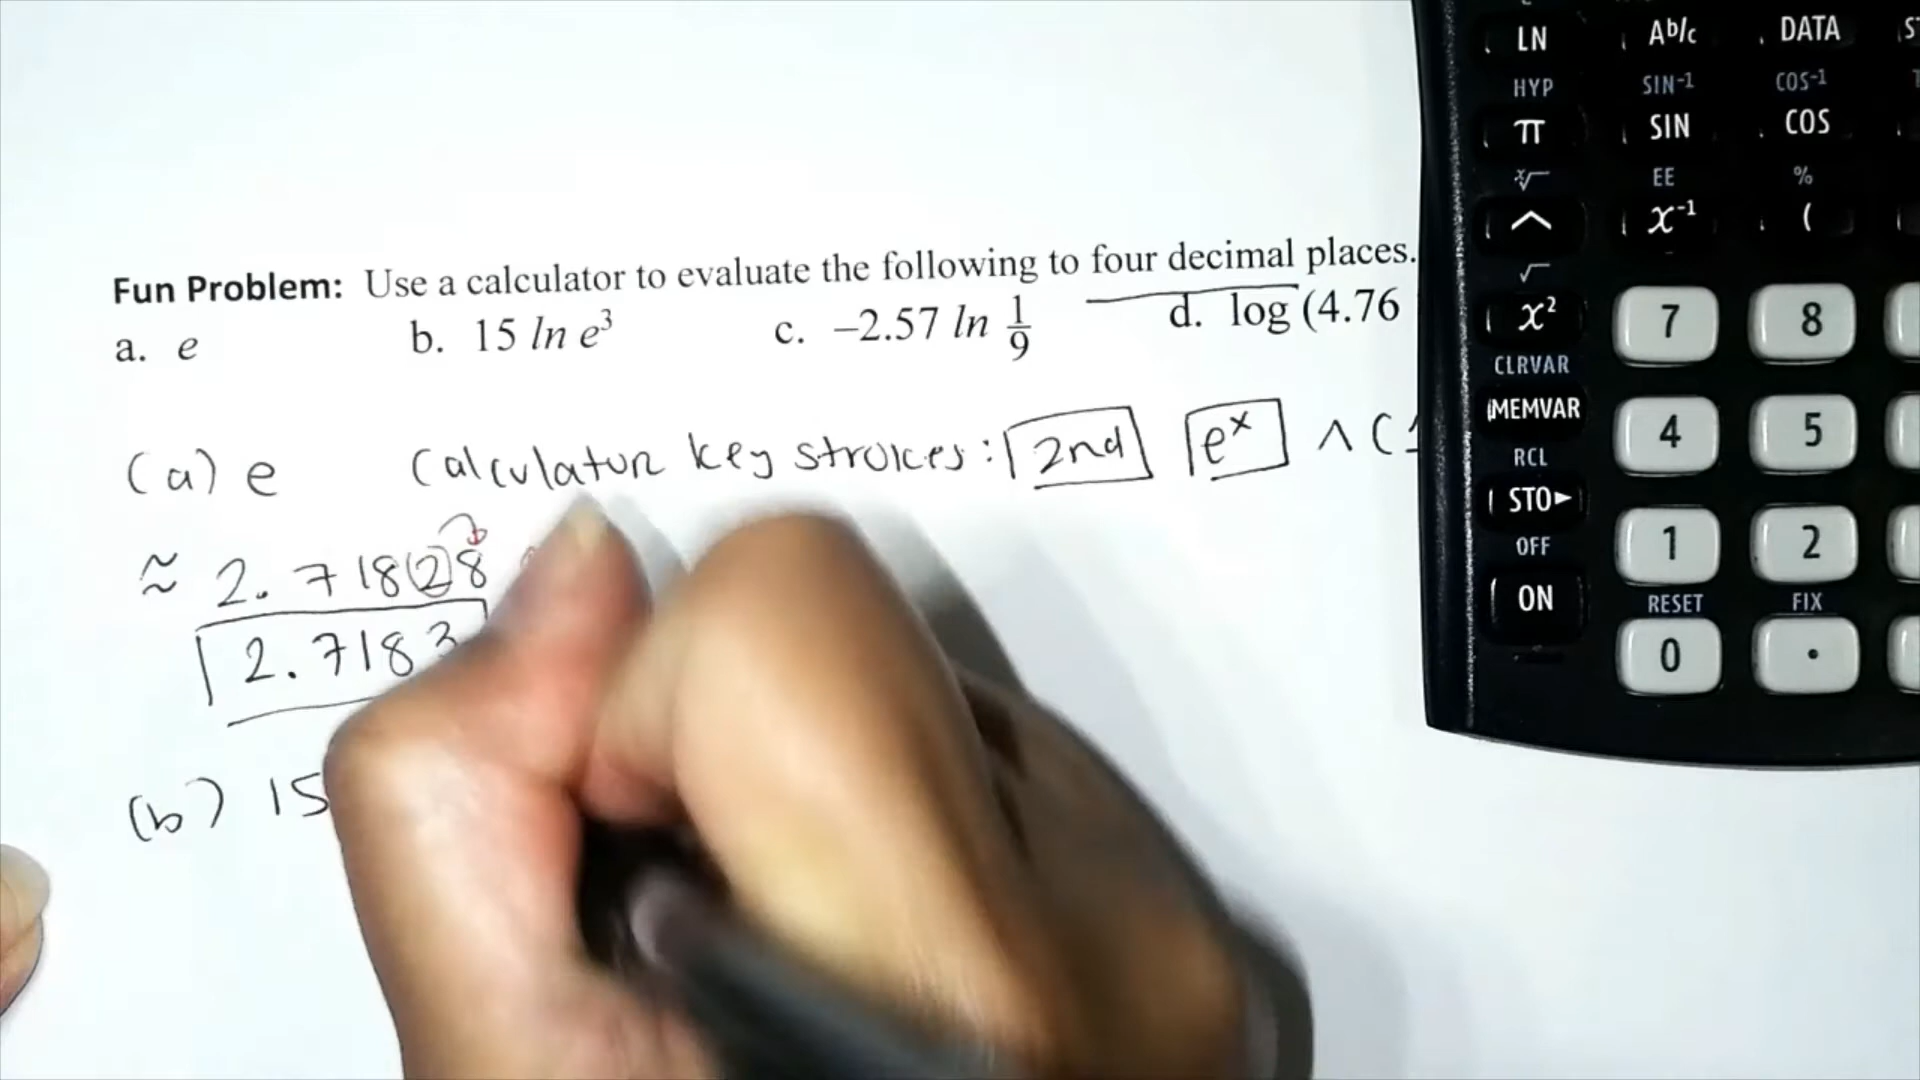 Fun Problem: Use a calculator to evaluate the following to four decimal places.
a. e b. 15 ln e³ c. –2.57 ln 1/9 d. log (4.76
(a) e Calculator key strokes: 2nd eˣ ^ (1
≈ 2.71828
2.7183
(b) 15
LN Ab/c DATA
HYP SIN⁻¹ COS⁻¹
π SIN COS
ˣ√ EE %
^ x⁻¹ (
√
x² 7 8
CLRVAR
MEMVAR 4 5
RCL
STO► 1 2
OFF
ON RESET FIX
0 .